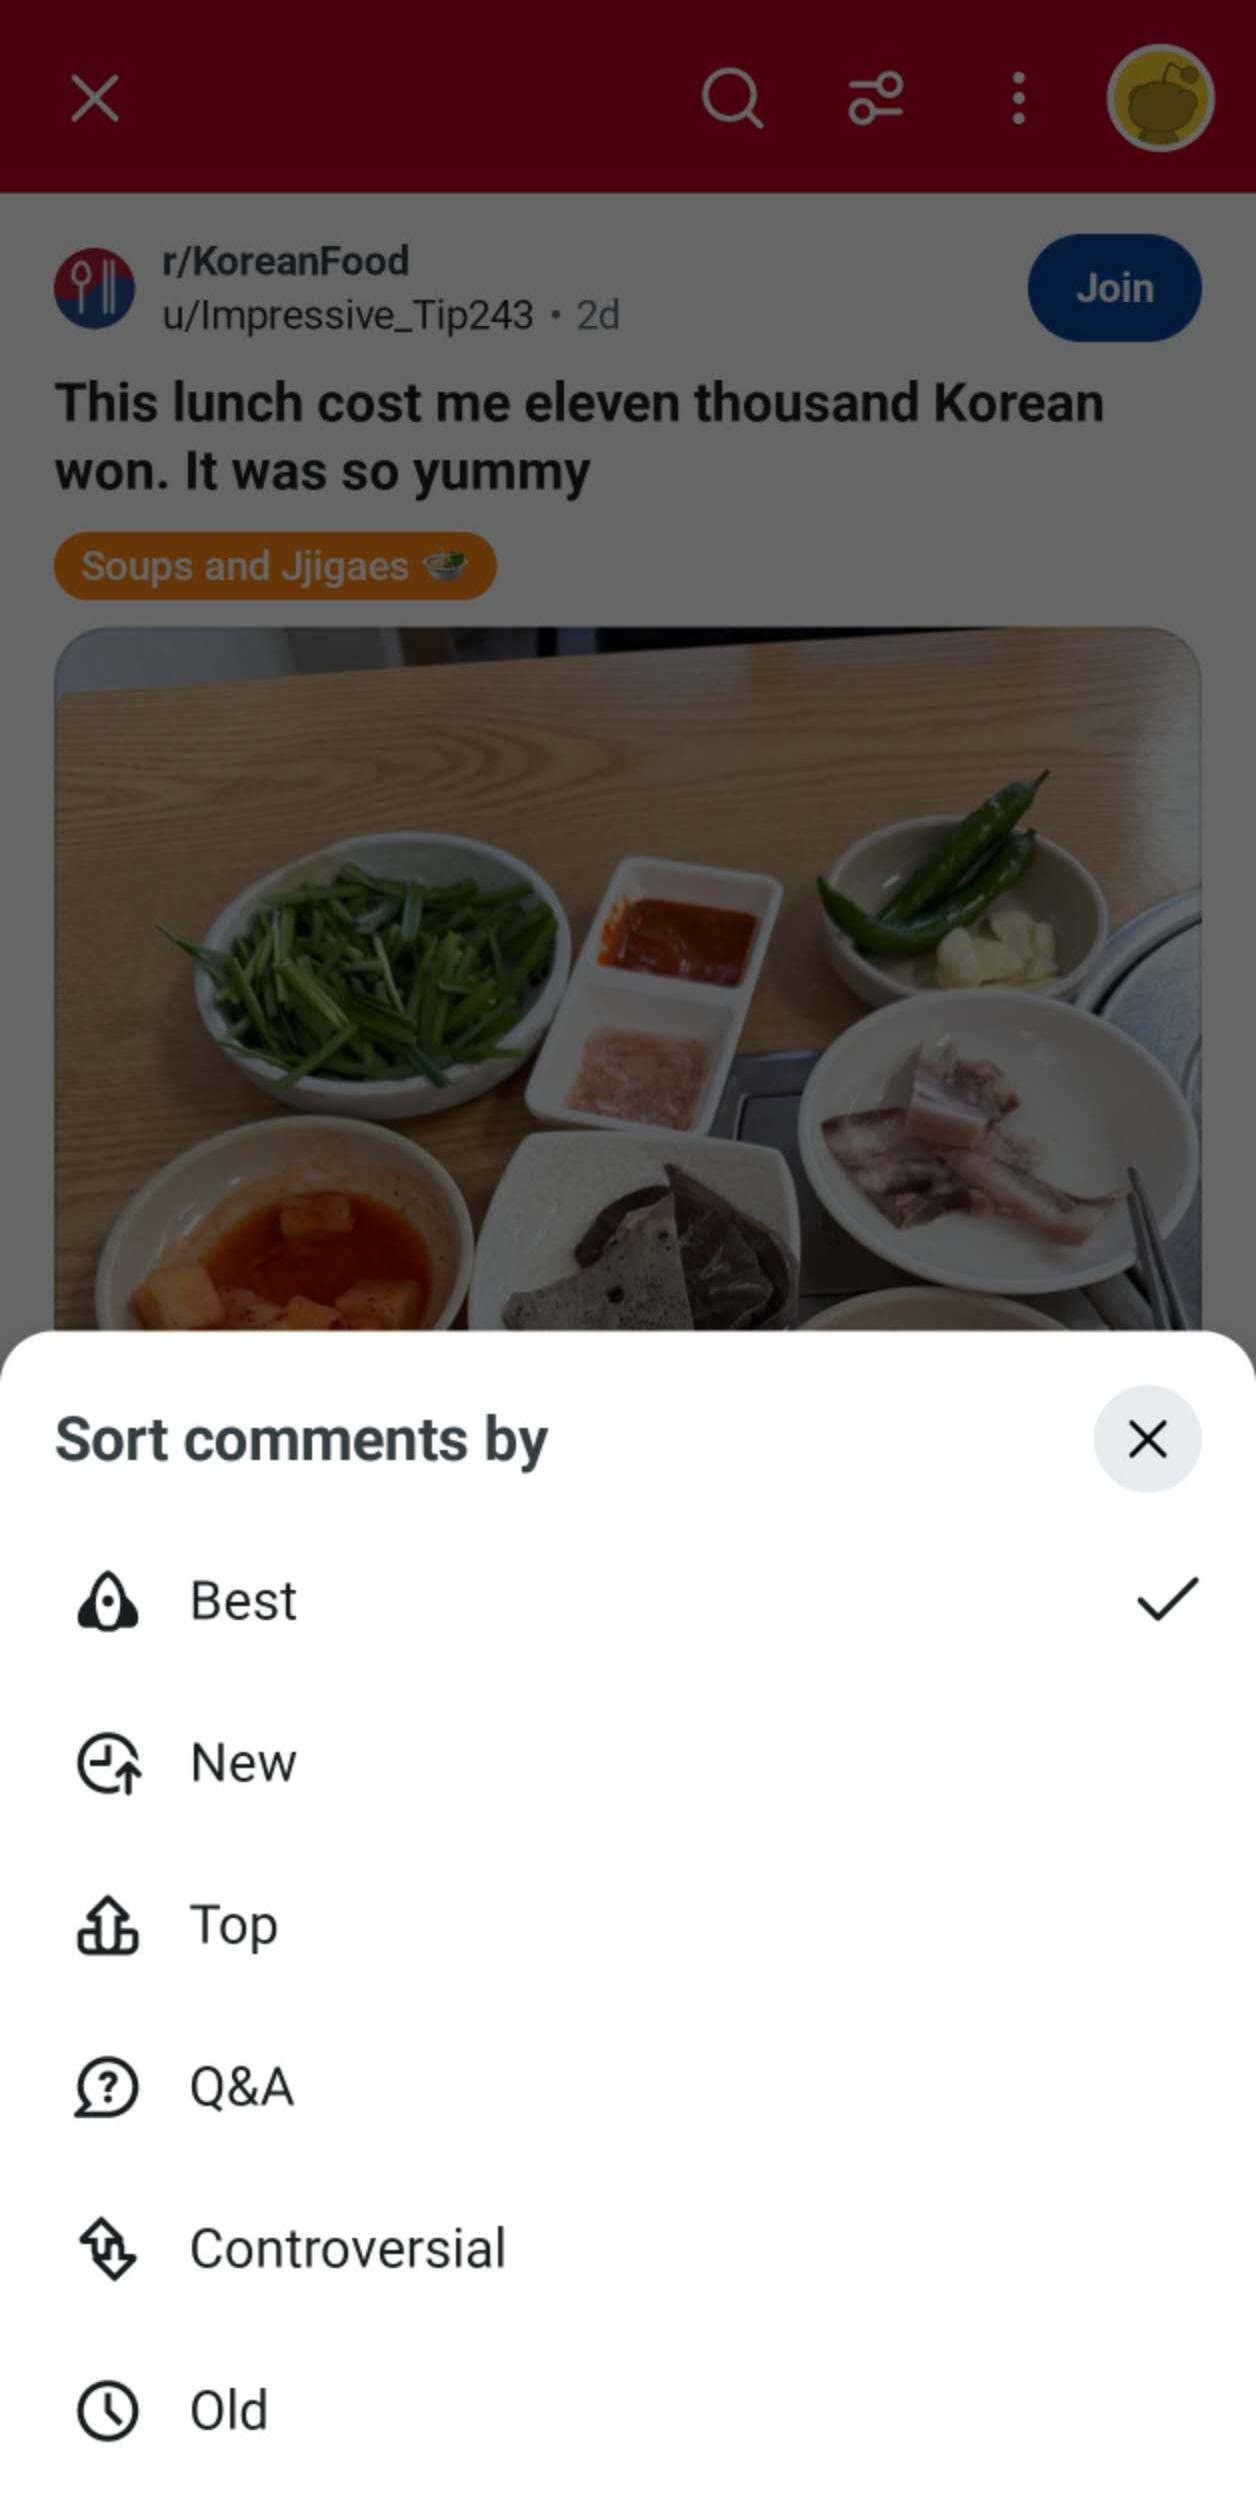 r/KoreanFood
u/Impressive_Tip243 • 2d
Join
This lunch cost me eleven thousand Korean
won. It was so yummy
Soups and Jjigaes 🍲
Sort comments by
Best
New
Top
Q&A
Controversial
Old